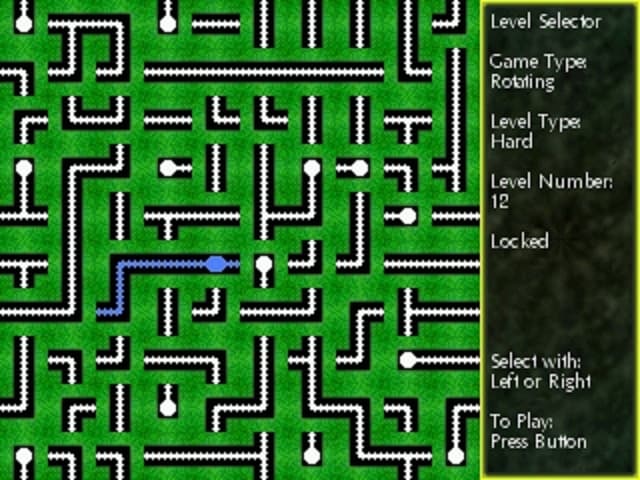 Level Selector
Game Type:
Rotating
Level Type:
Hard
Level Number:
12
Locked
Select with:
Left or Right
To Play:
Press Button